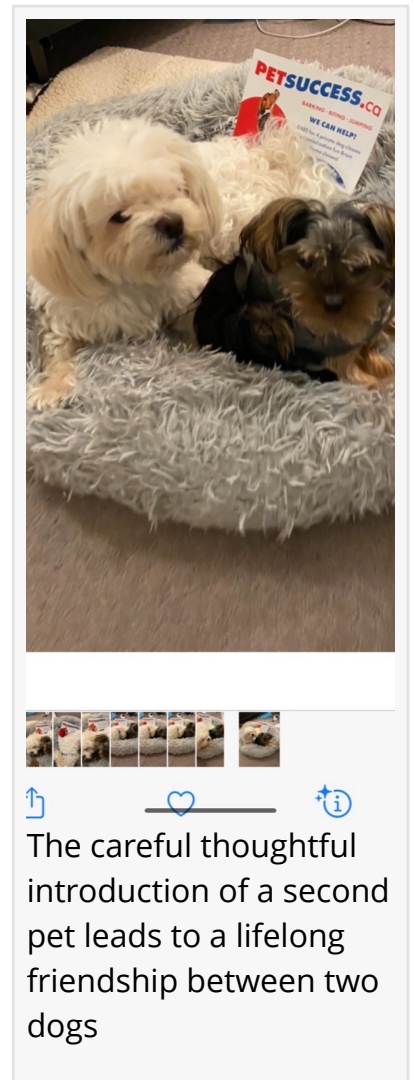 PETSUCCESS.ca
BARKING • BITING • JUMPING
WE CAN HELP!
The careful thoughtful
introduction of a second
pet leads to a lifelong
friendship between two
dogs